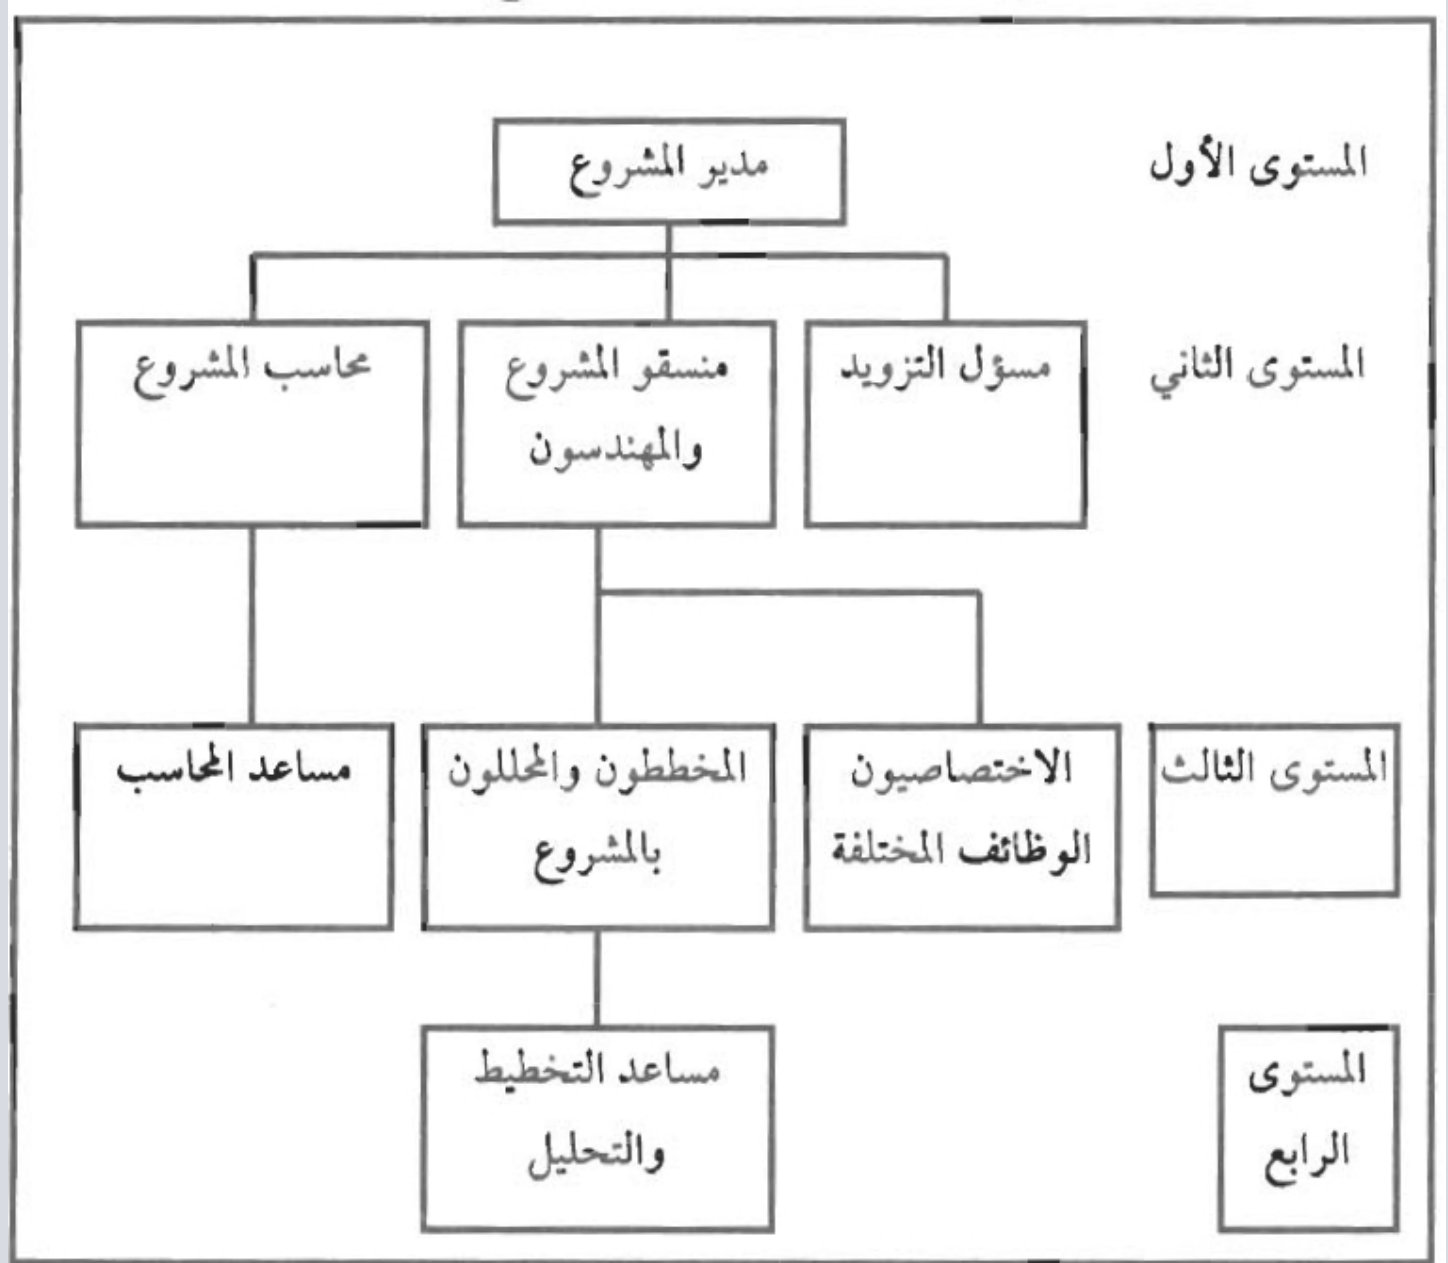 المستوى الأول
مدير المشروع
المستوى الثاني
مسؤل التزويد
منسقو المشروع
والمهندسون
محاسب المشروع
المستوى الثالث
الاختصاصيون
الوظائف المختلفة
المخططون والمحللون
بالمشروع
مساعد المحاسب
المستوى
الرابع
مساعد التخطيط
والتحليل